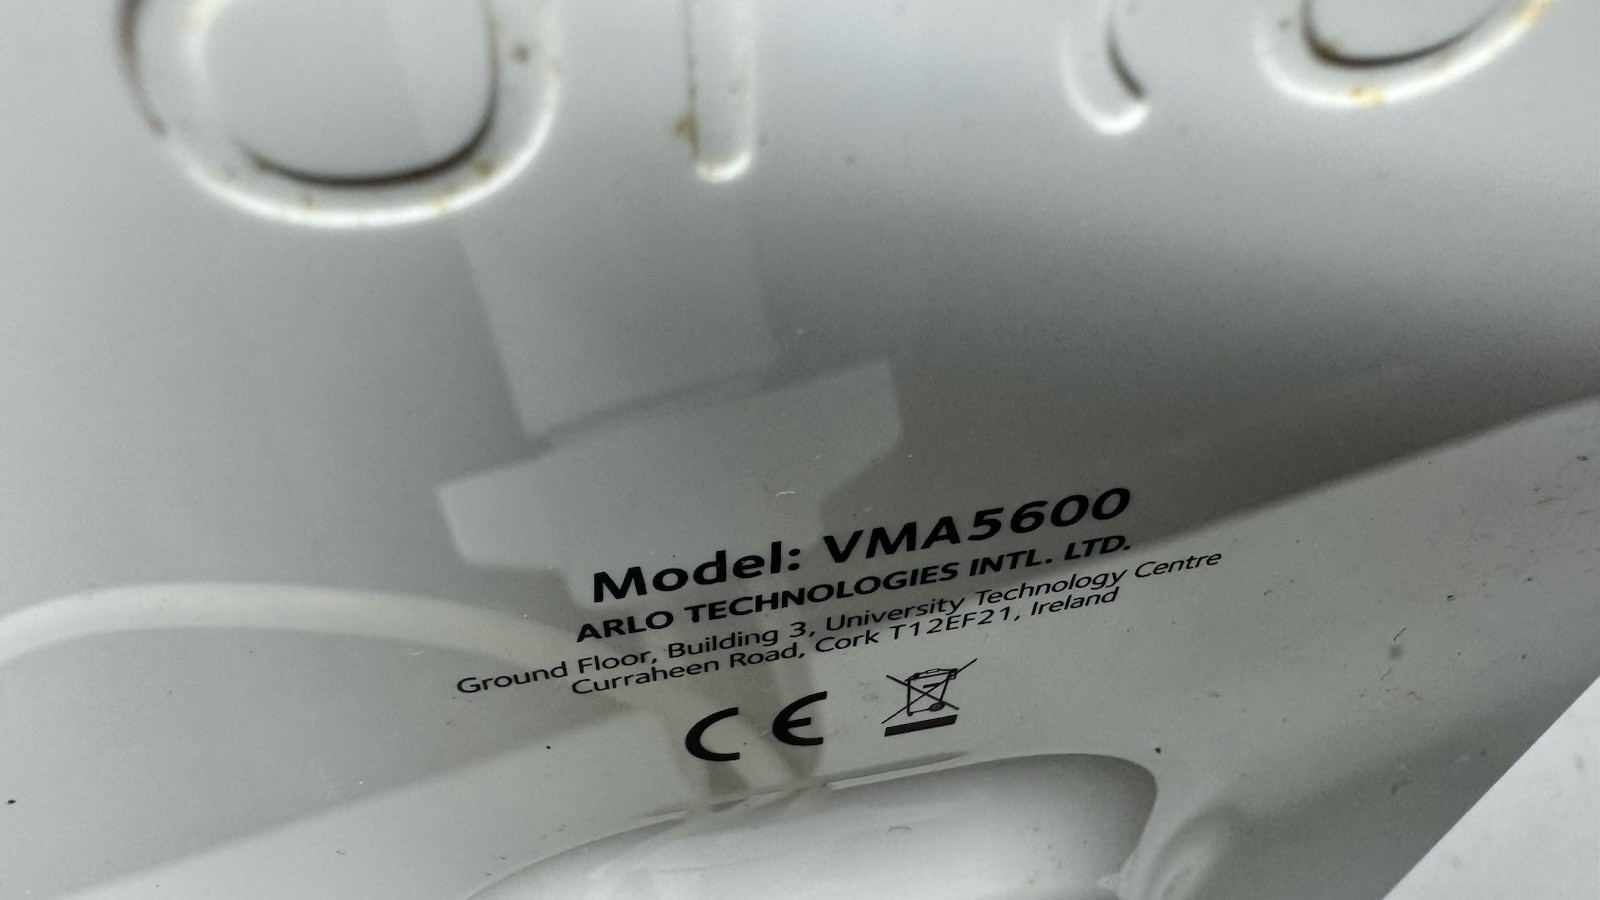 arlo
Model: VMA5600
ARLO TECHNOLOGIES INTL. LTD.
Ground Floor, Building 3, University Technology Centre
Curraheen Road, Cork T12EF21, Ireland
CE